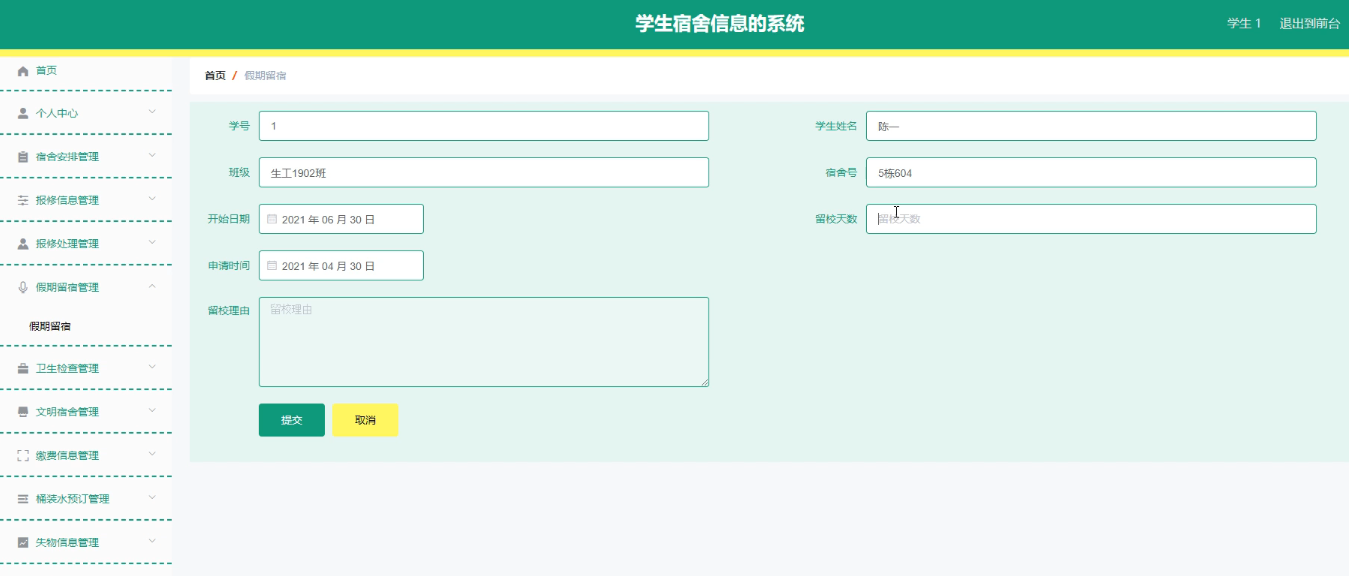 学生宿舍信息的系统
学生 1 退出到前台
首页
个人中心
宿舍安排管理
报修信息管理
报修处理管理
假期留宿管理
假期留宿
卫生检查管理
文明宿舍管理
缴费信息管理
桶装水预订管理
失物信息管理
首页 / 假期留宿
学号 1
学生姓名 陈一
班级 生工1902班
宿舍号 5栋604
开始日期 2021 年 06 月 30 日
留校天数 留校天数
申请时间 2021 年 04 月 30 日
留校理由 留校理由
提交 取消